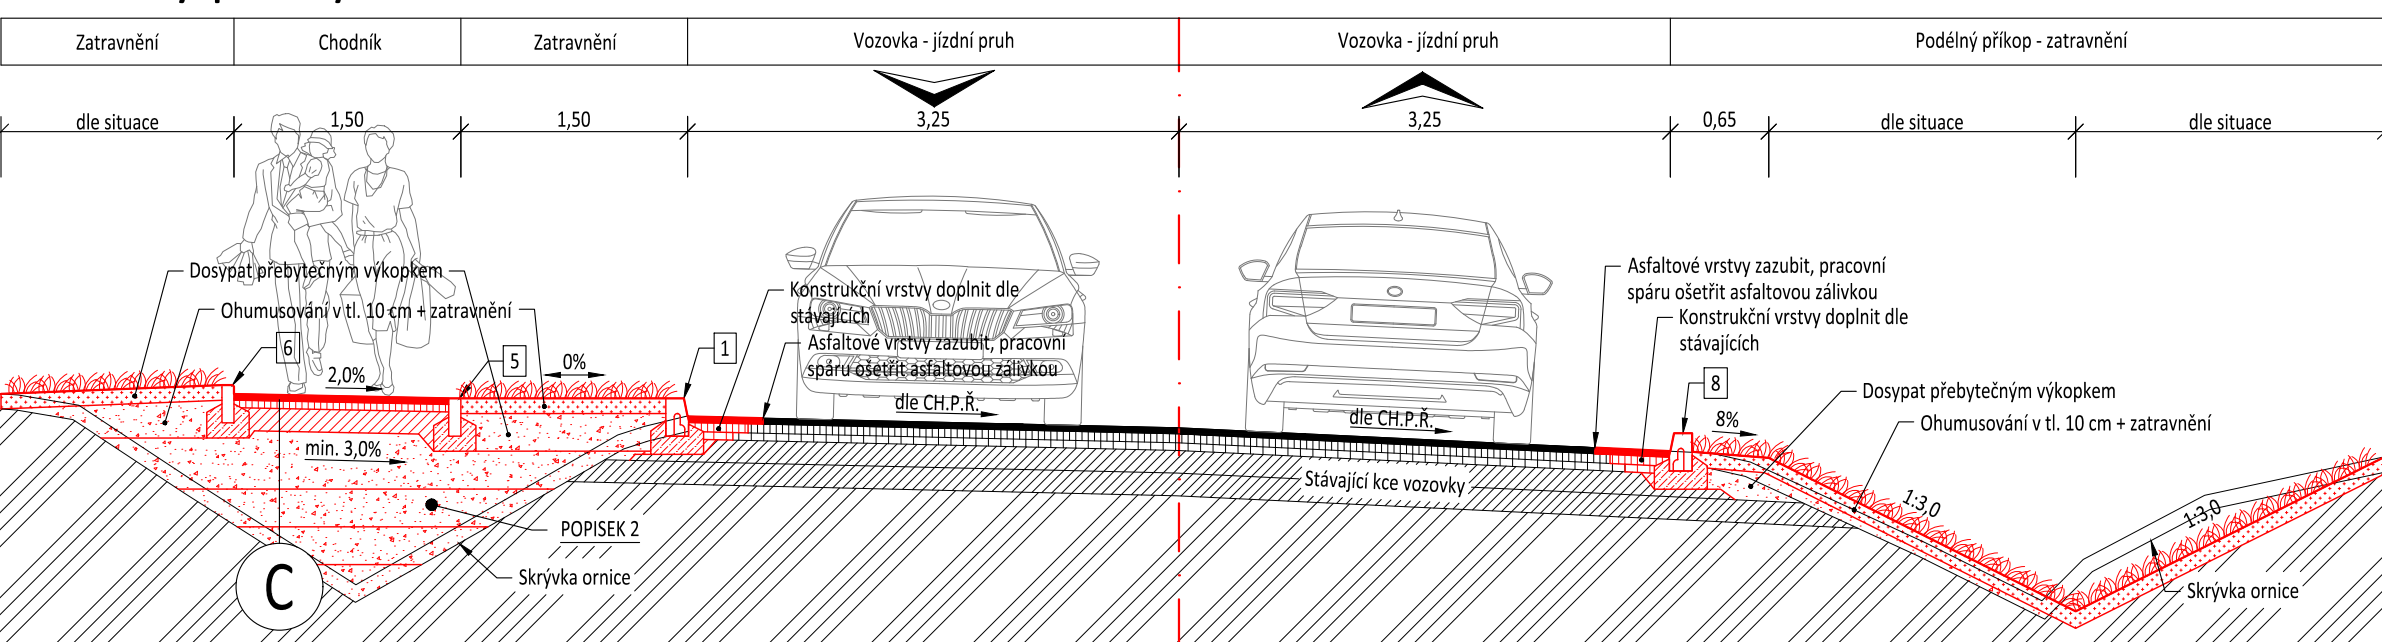 Zatravnění
Chodník
Zatravnění
Vozovka - jízdní pruh
Vozovka - jízdní pruh
Podélný příkop - zatravnění
dle situace
1,50
1,50
3,25
3,25
0,65
dle situace
dle situace
Dosypat přebytečným výkopkem
Ohumusování v tl. 10 cm + zatravnění
6
2,0%
5
0%
1
Konstrukční vrstvy doplnit dle
stávajících
Asfaltové vrstvy zazubit, pracovní
spáru ošetřit asfaltovou zálivkou
dle CH.P.Ř.
dle CH.P.Ř.
Asfaltové vrstvy zazubit, pracovní
spáru ošetřit asfaltovou zálivkou
Konstrukční vrstvy doplnit dle
stávajících
8
8%
Dosypat přebytečným výkopkem
Ohumusování v tl. 10 cm + zatravnění
min. 3,0%
Stávající kce vozovky
1:3,0
1:3,0
POPISEK 2
Skrývka ornice
C
Skrývka ornice